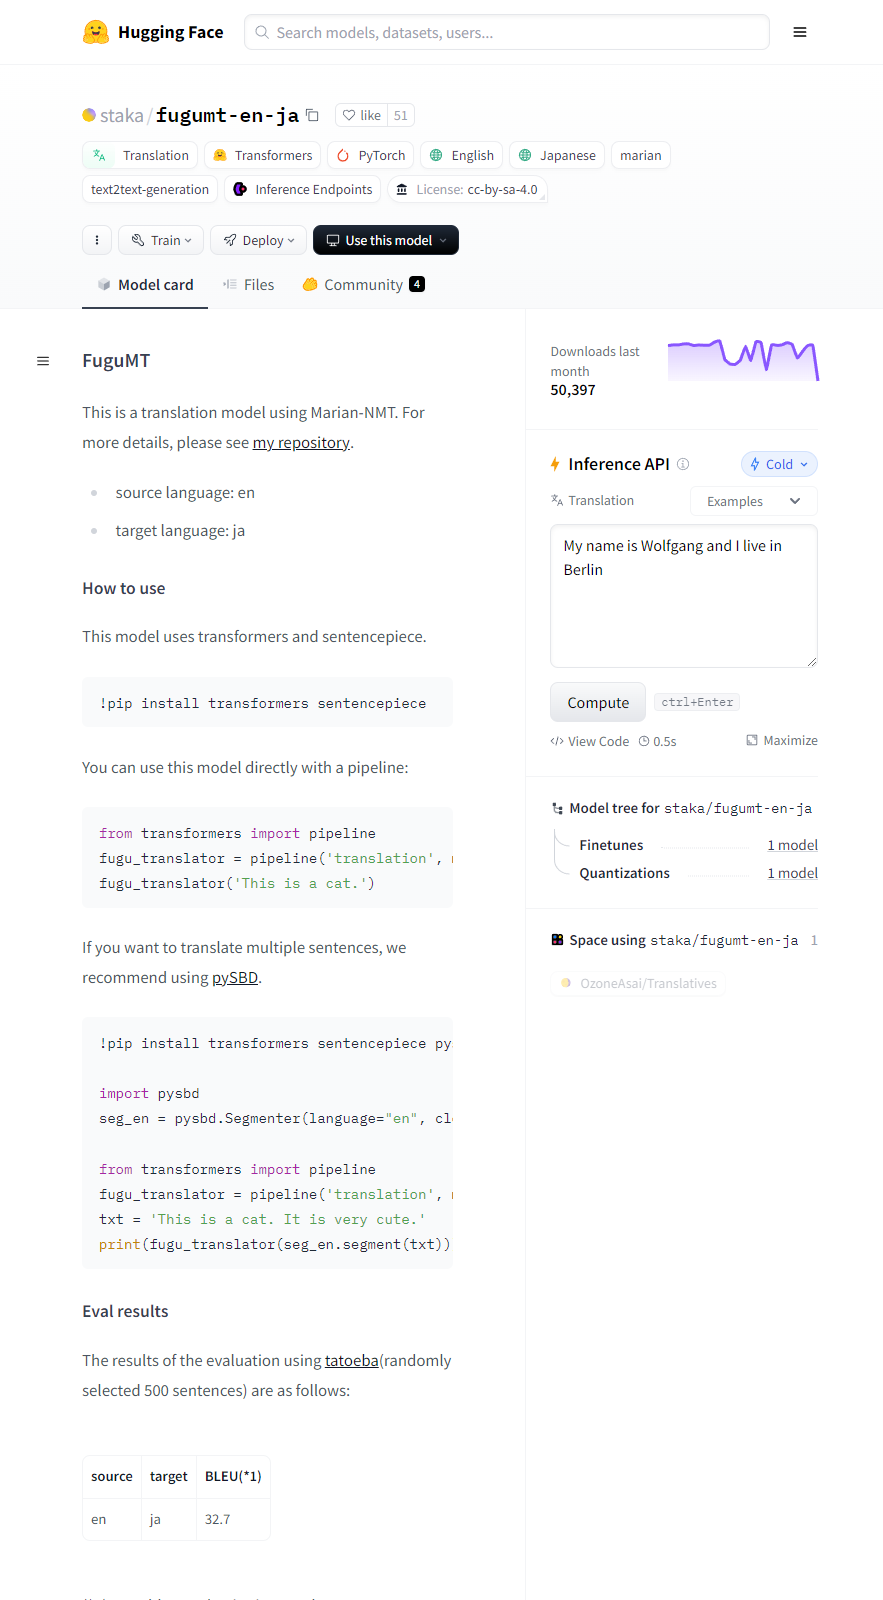 Hugging Face
Search models, datasets, users...
staka/fugumt-en-ja
like 51
Translation Transformers PyTorch English Japanese marian
text2text-generation Inference Endpoints License: cc-by-sa-4.0
Train Deploy Use this model
Model card Files Community 4
FuguMT
This is a translation model using Marian-NMT. For
more details, please see my repository.
source language: en
target language: ja
How to use
This model uses transformers and sentencepiece.
!pip install transformers sentencepiece
You can use this model directly with a pipeline:
from transformers import pipeline
fugu_translator = pipeline('translation',
fugu_translator('This is a cat.')
If you want to translate multiple sentences, we
recommend using pySBD.
!pip install transformers sentencepiece
import pysbd
seg_en = pysbd.Segmenter(language="en",
from transformers import pipeline
fugu_translator = pipeline('translation',
txt = 'This is a cat. It is very cute.'
print(fugu_translator(seg_en.segment(txt))
Eval results
The results of the evaluation using tatoeba(randomly
selected 500 sentences) are as follows:
source target BLEU(*1)
en ja 32.7
Downloads last
month
50,397
Inference API
Cold
Translation
Examples
My name is Wolfgang and I live in
Berlin
Compute ctrl+Enter
View Code 0.5s Maximize
Model tree for staka/fugumt-en-ja
Finetunes 1 model
Quantizations 1 model
Space using staka/fugumt-en-ja 1
OzoneAsai/Translatives